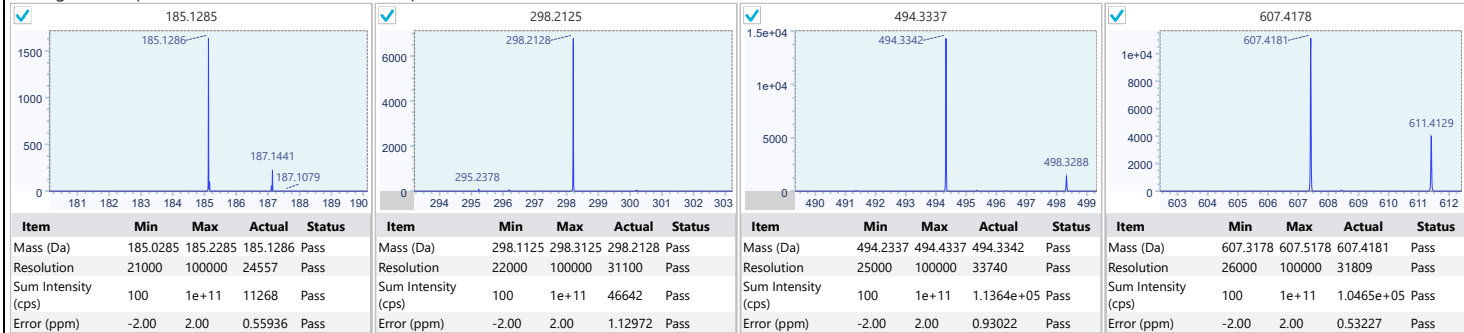 185.1285
185.1286
187.1441
187.1079
1500
1000
500
0
181 182 183 184 185 186 187 188 189 190
Item Min Max Actual Status
Mass (Da) 185.0285 185.2285 185.1286 Pass
Resolution 21000 100000 24557 Pass
Sum Intensity (cps) 100 1e+11 11268 Pass
Error (ppm) -2.00 2.00 0.55936 Pass
298.2125
298.2128
295.2378
6000
4000
2000
0
294 295 296 297 298 299 300 301 302 303
Item Min Max Actual Status
Mass (Da) 298.1125 298.3125 298.2128 Pass
Resolution 22000 100000 31100 Pass
Sum Intensity (cps) 100 1e+11 46642 Pass
Error (ppm) -2.00 2.00 1.12972 Pass
494.3337
494.3342
498.3288
1.5e+04
1e+04
5000
0
490 491 492 493 494 495 496 497 498 499
Item Min Max Actual Status
Mass (Da) 494.2337 494.4337 494.3342 Pass
Resolution 25000 100000 33740 Pass
Sum Intensity (cps) 100 1e+11 1.1364e+05 Pass
Error (ppm) -2.00 2.00 0.93022 Pass
607.4178
607.4181
611.4129
1e+04
8000
6000
4000
2000
0
603 604 605 606 607 608 609 610 611 612
Item Min Max Actual Status
Mass (Da) 607.3178 607.5178 607.4181 Pass
Resolution 26000 100000 31809 Pass
Sum Intensity (cps) 100 1e+11 1.0465e+05 Pass
Error (ppm) -2.00 2.00 0.53227 Pass